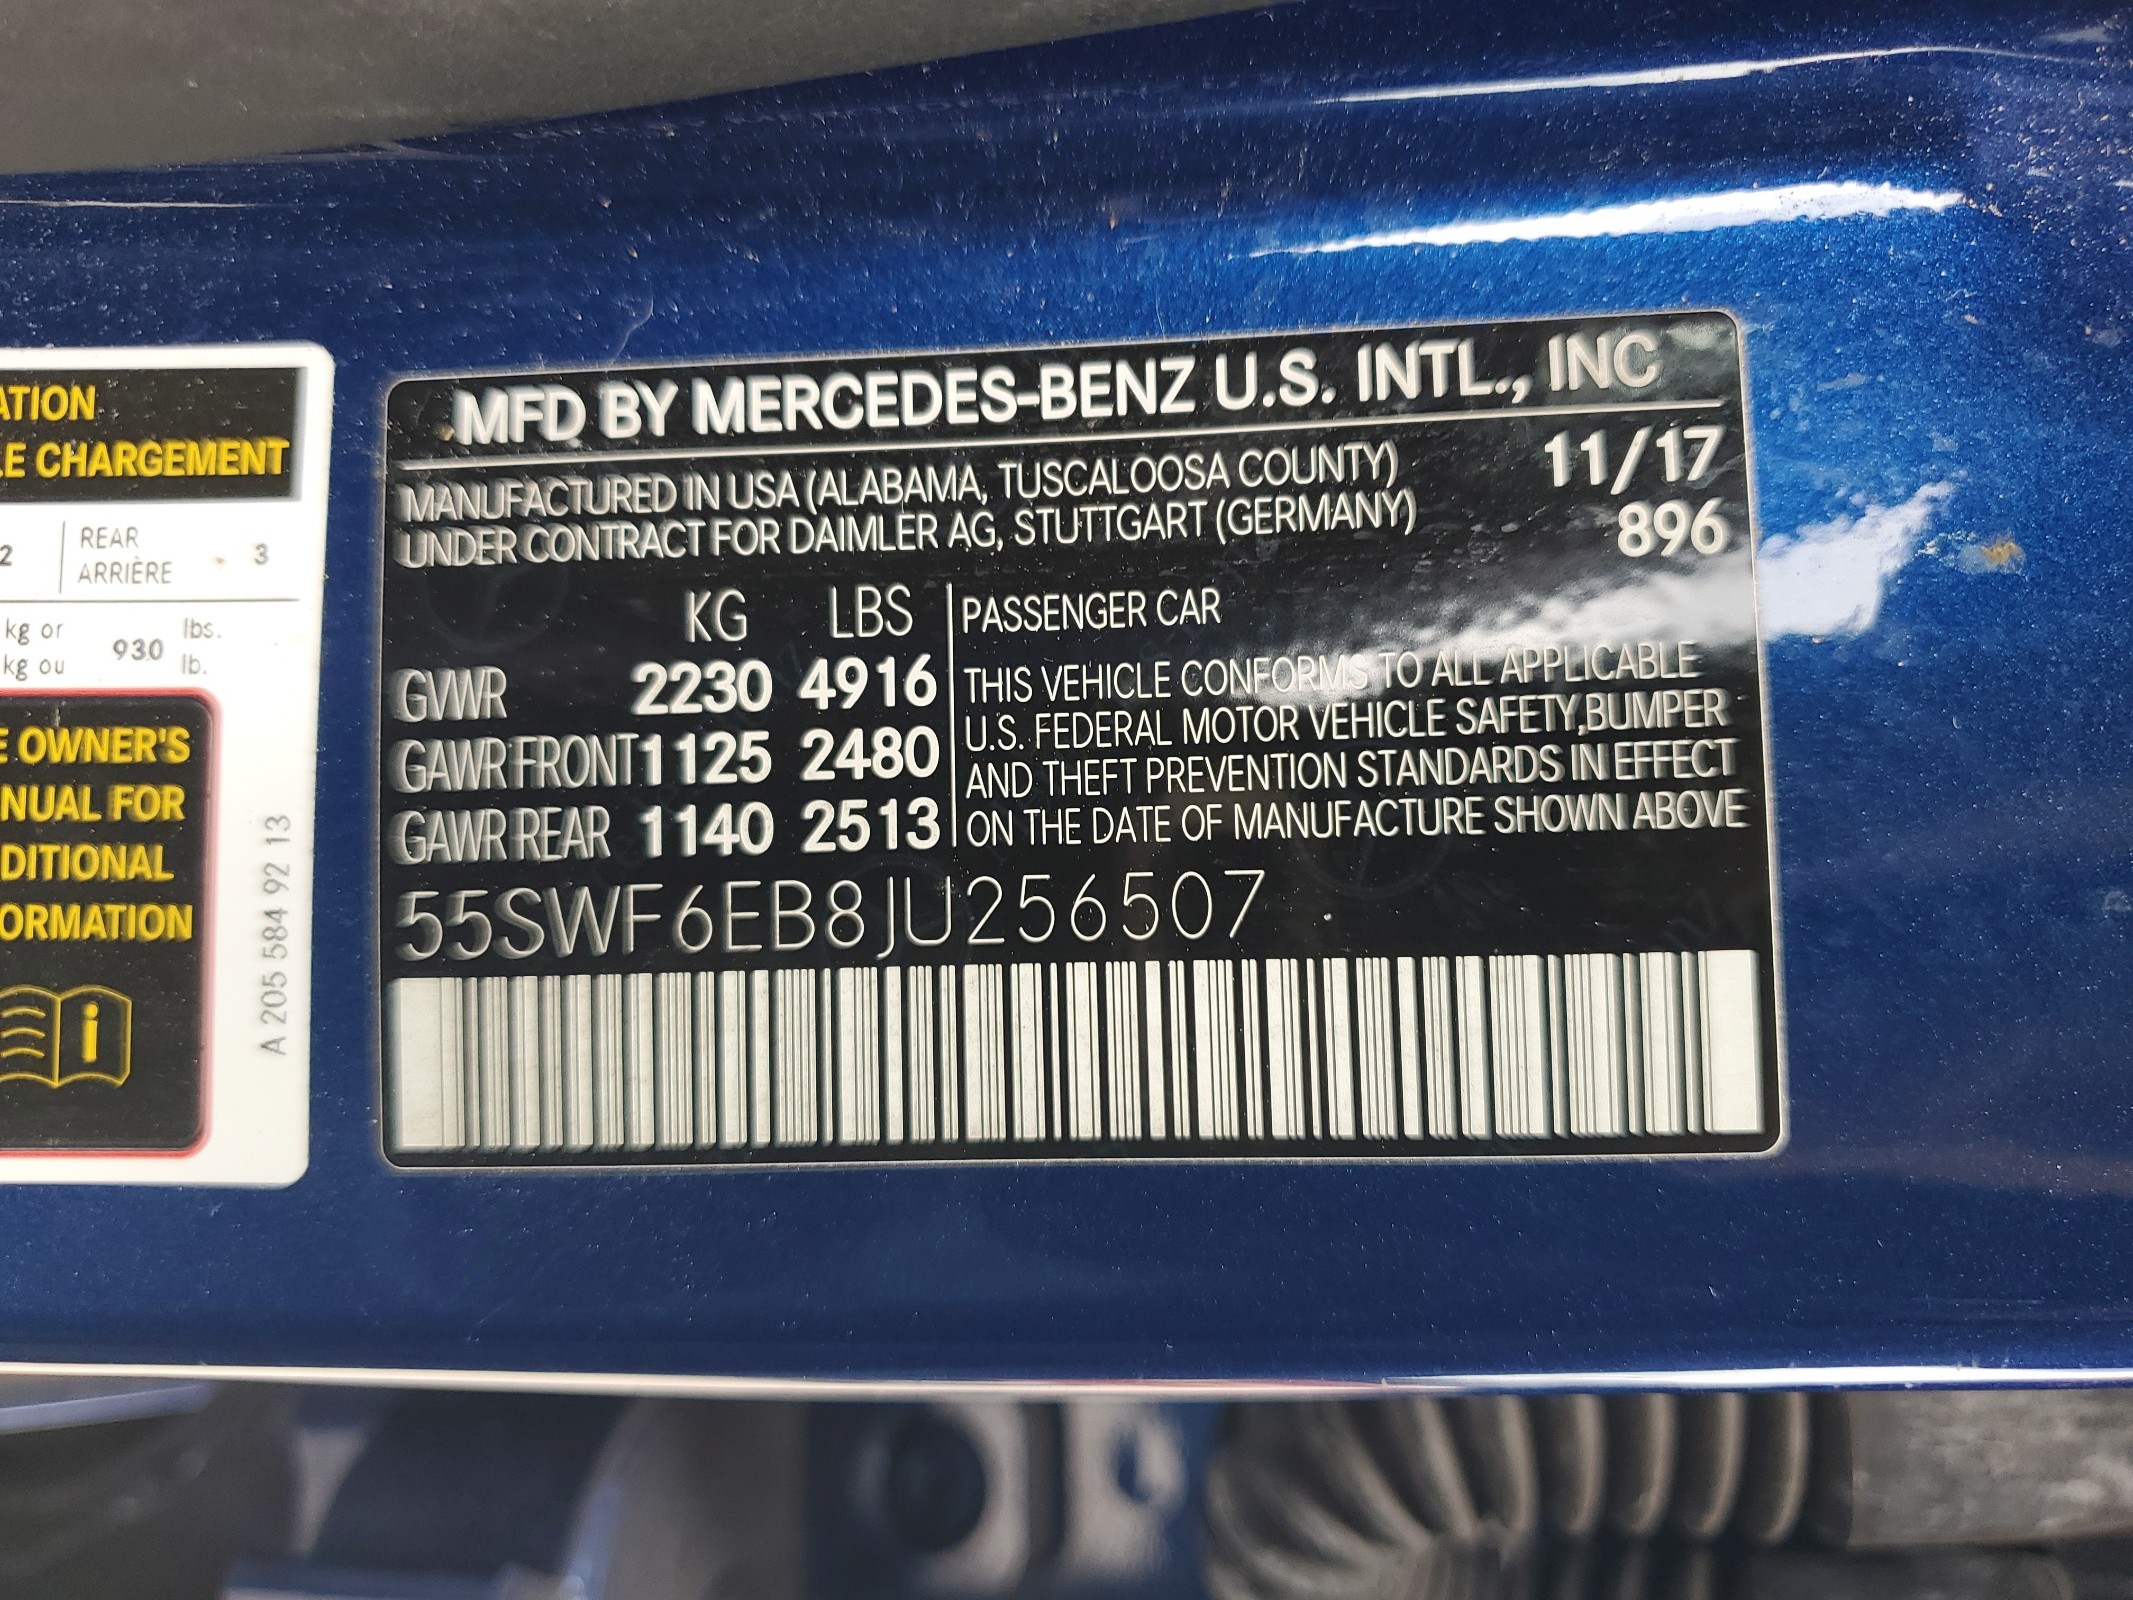 ATION
LE CHARGEMENT
2 REAR ARRIÈRE 3
kg or
kg ou 930 lbs.
lb.
E OWNER'S
NUAL FOR
DITIONAL
ORMATION
i
A 205 584 92 13
MFD BY MERCEDES-BENZ U.S. INTL., INC
MANUFACTURED IN USA (ALABAMA, TUSCALOOSA COUNTY) 11/17
UNDER CONTRACT FOR DAIMLER AG, STUTTGART (GERMANY) 896
KG LBS
GVWR 2230 4916
GAWR FRONT 1125 2480
GAWR REAR 1140 2513
PASSENGER CAR
THIS VEHICLE CONFORMS TO ALL APPLICABLE
U.S. FEDERAL MOTOR VEHICLE SAFETY,BUMPER
AND THEFT PREVENTION STANDARDS IN EFFECT
ON THE DATE OF MANUFACTURE SHOWN ABOVE
55SWF6EB8JU256507